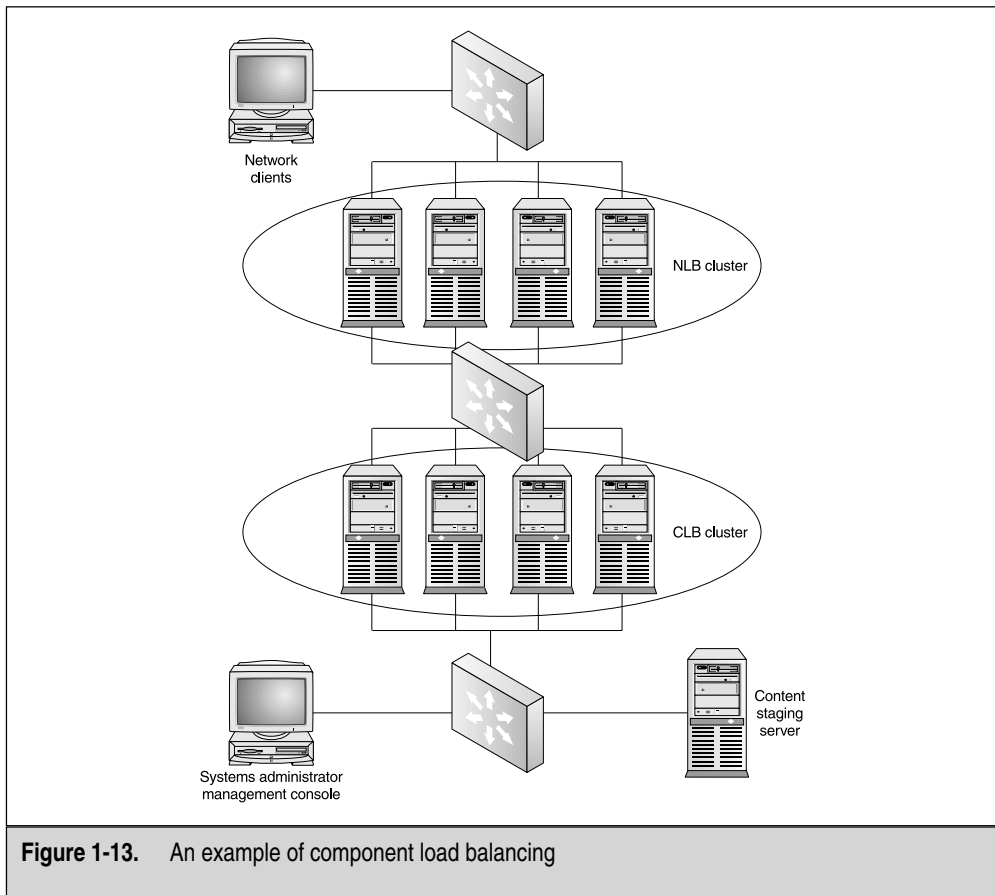 Network
clients
NLB cluster
CLB cluster
Systems administrator
management console
Content
staging
server
Figure 1-13. An example of component load balancing